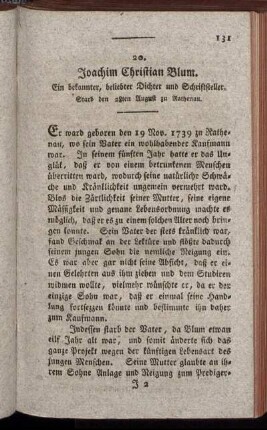 131
20.
Joachim Christian Blum.
Ein bekannter, beliebter Dichter und Schriftsteller.
Starb den 28sten August zu Rathenau.
Er ward geboren den 19 Nov. 1739 zu Rathe-
nau, wo sein Vater ein wohlhabender Kaufmann
war. In seinem fünften Jahr hatte er das Un-
glük, daß er von einem betrunkenen Menschen
überritten ward, wodurch seine natürliche Schwä-
che und Kränklichkeit ungemein vermehrt ward.
Blos die Zärtlichkeit seiner Mutter, seine eigene
Mäßigkeit und genaue Lebensordnung machte es
möglich, daß er es zu einem solchen Alter noch brin-
gen konnte. Sein Vater der stets kränklich war,
fand Geschmak an der Lektüre und flößte dadurch
seinem jungen Sohn die nemliche Neigung ein. Es
war aber gar nicht seine Absicht, daß er ei-
nen Gelehrten aus ihm ziehen und dem Studiren
widmen wollte, vielmehr wünschte er, da er der
einzige Sohn war, daß er einmal seine Hand-
lung fortsezzen könnte und bestimmte ihn daher
zum Kaufmann.
Indessen starb der Vater, da Blum etwan
eilf Jahr alt war, und somit änderte sich das
ganze Projekt wegen der künftigen Lebensart des
jungen Menschen. Seine Mutter glaubte an ih-
rem Sohne Anlage und Neigung zum Prediger-
J 2